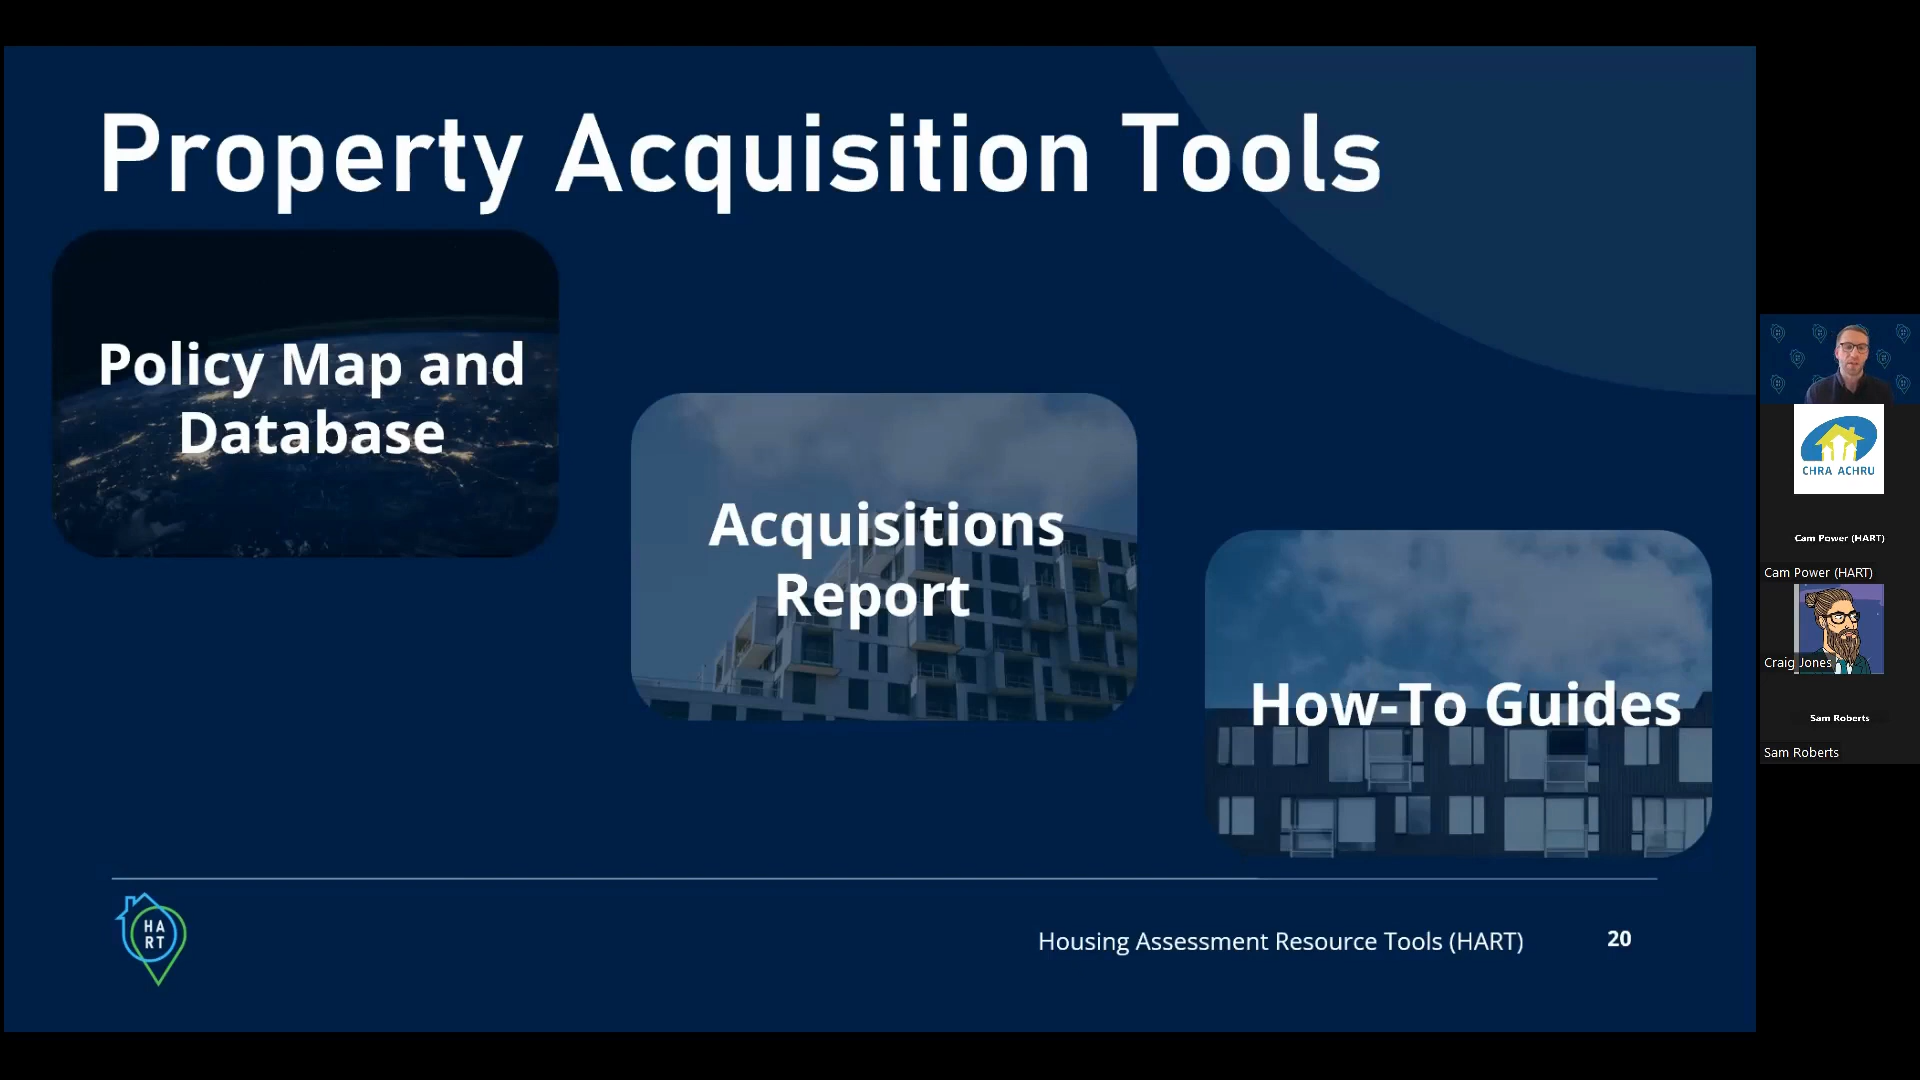 Property Acquisition Tools
Policy Map and
Database
Acquisitions
Report
How-To Guides
HA
RT
Housing Assessment Resource Tools (HART)
20
CHRA ACHRU
Cam Power (HART)
Cam Power (HART)
Craig Jones
Sam Roberts
Sam Roberts